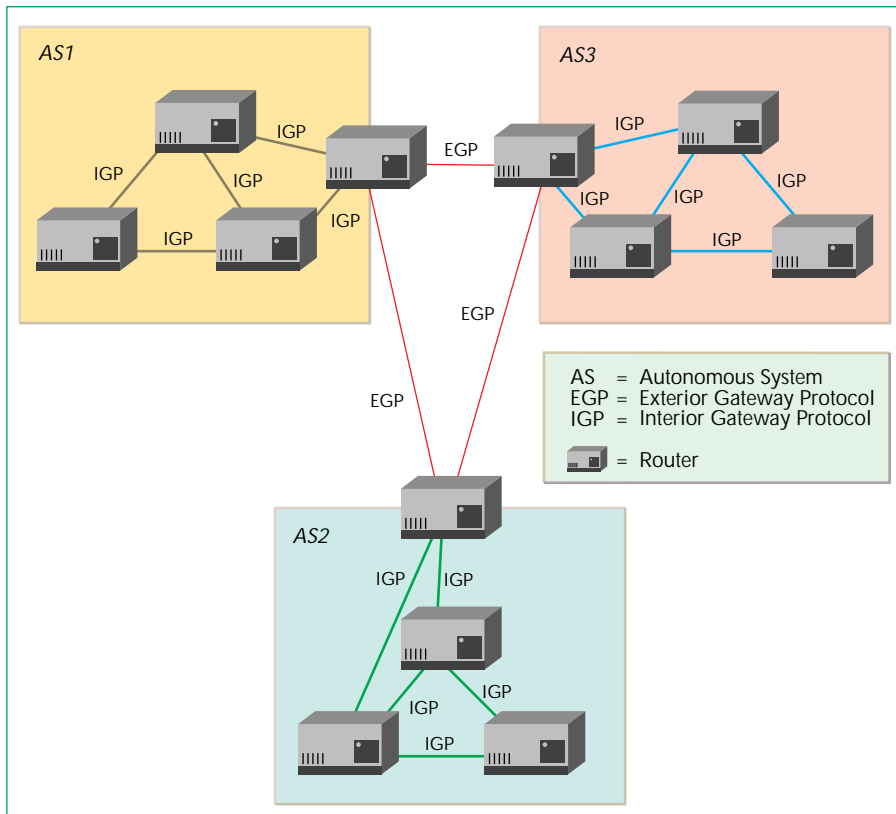 AS1
AS3
IGP
IGP
EGP
IGP
IGP
IGP
IGP
IGP
IGP
IGP
IGP
EGP
EGP
AS = Autonomous System
EGP = Exterior Gateway Protocol
IGP = Interior Gateway Protocol
= Router
AS2
IGP
IGP
IGP
IGP
IGP